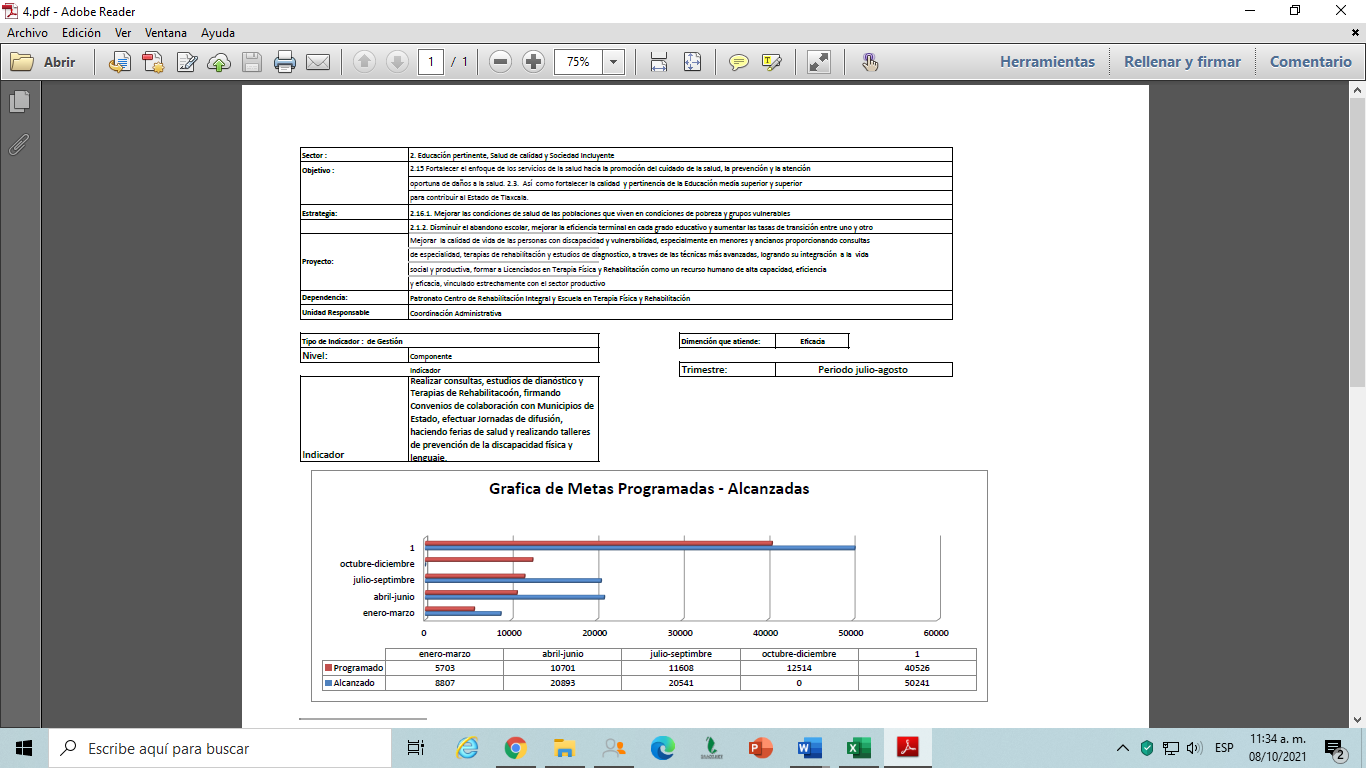 4.pdf - Adobe Reader
Archivo Edición Ver Ventana Ayuda
Abrir 1 / 1 75% Herramientas Rellenar y firmar Comentario
Sector : 2. Educación pertinente, Salud de calidad y Sociedad Incluyente
Objetivo : 2.15 Fortalecer el enfoque de los servicios de la salud hacia la promoción del cuidado de la salud, la prevención y la atención
oportuna de daños a la salud. 2.3. Así como fortalecer la calidad y pertinencia de la Educación media superior y superior
para contribuir al Estado de Tlaxcala.
Estrategia: 2.16.1. Mejorar las condiciones de salud de las poblaciones que viven en condiciones de pobreza y grupos vulnerables
2.1.2. Disminuir el abandono escolar, mejorar la eficiencia terminal en cada grado educativo y aumentar las tasas de transición entre uno y otro
Proyecto: Mejorar la calidad de vida de las personas con discapacidad y vulnerabilidad, especialmente en menores y ancianos proporcionando consultas
de especialidad, terapias de rehabilitación y estudios de diagnostico, a traves de las técnicas más avanzadas, logrando su integración a la vida
social y productiva, formar a Licenciados en Terapia Física y Rehabilitación como un recurso humano de alta capacidad, eficiencia
y eficacia, vinculado estrechamente con el sector productivo
Dependencia: Patronato Centro de Rehabilitación Integral y Escuela en Terapia Física y Rehabilitación
Unidad Responsable Coordinación Administrativa
Tipo de Indicador : de Gestión Dimención que atiende: Eficacia
Nivel: Componente
Indicador Trimestre: Periodo julio-agosto
Realizar consultas, estudios de dianóstico y
Terapias de Rehabilitacoón, firmando
Convenios de colaboración con Municipios de
Estado, efectuar Jornadas de difusión,
haciendo ferias de salud y realizando talleres
de prevención de la discapacidad física y
Indicador lenguaje.
Grafica de Metas Programadas - Alcanzadas
1
octubre-diciembre
julio-septimbre
abril-junio
enero-marzo
0 10000 20000 30000 40000 50000 60000
enero-marzo abril-junio julio-septimbre octubre-diciembre 1
Programado 5703 10701 11608 12514 40526
Alcanzado 8807 20893 20541 0 50241
Escribe aquí para buscar ESP 11:34 a. m.
08/10/2021 2